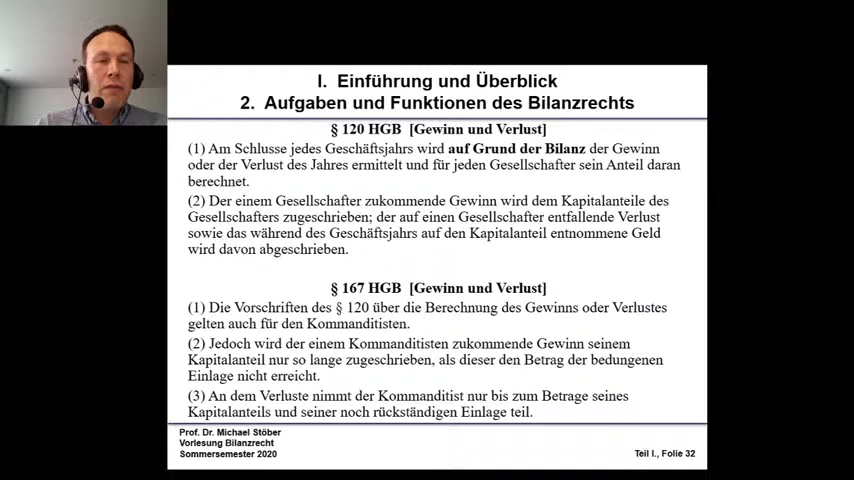 I. Einführung und Überblick
2. Aufgaben und Funktionen des Bilanzrechts
§ 120 HGB [Gewinn und Verlust]
(1) Am Schlusse jedes Geschäftsjahrs wird auf Grund der Bilanz der Gewinn
oder der Verlust des Jahres ermittelt und für jeden Gesellschafter sein Anteil daran
berechnet.
(2) Der einem Gesellschafter zukommende Gewinn wird dem Kapitalanteile des
Gesellschafters zugeschrieben; der auf einen Gesellschafter entfallende Verlust
sowie das während des Geschäftsjahrs auf den Kapitalanteil entnommene Geld
wird davon abgeschrieben.
§ 167 HGB [Gewinn und Verlust]
(1) Die Vorschriften des § 120 über die Berechnung des Gewinns oder Verlustes
gelten auch für den Kommanditisten.
(2) Jedoch wird der einem Kommanditisten zukommende Gewinn seinem
Kapitalanteil nur so lange zugeschrieben, als dieser den Betrag der bedungenen
Einlage nicht erreicht.
(3) An dem Verluste nimmt der Kommanditist nur bis zum Betrage seines
Kapitalanteils und seiner noch rückständigen Einlage teil.
Prof. Dr. Michael Stöber
Vorlesung Bilanzrecht
Sommersemester 2020
Teil I., Folie 32